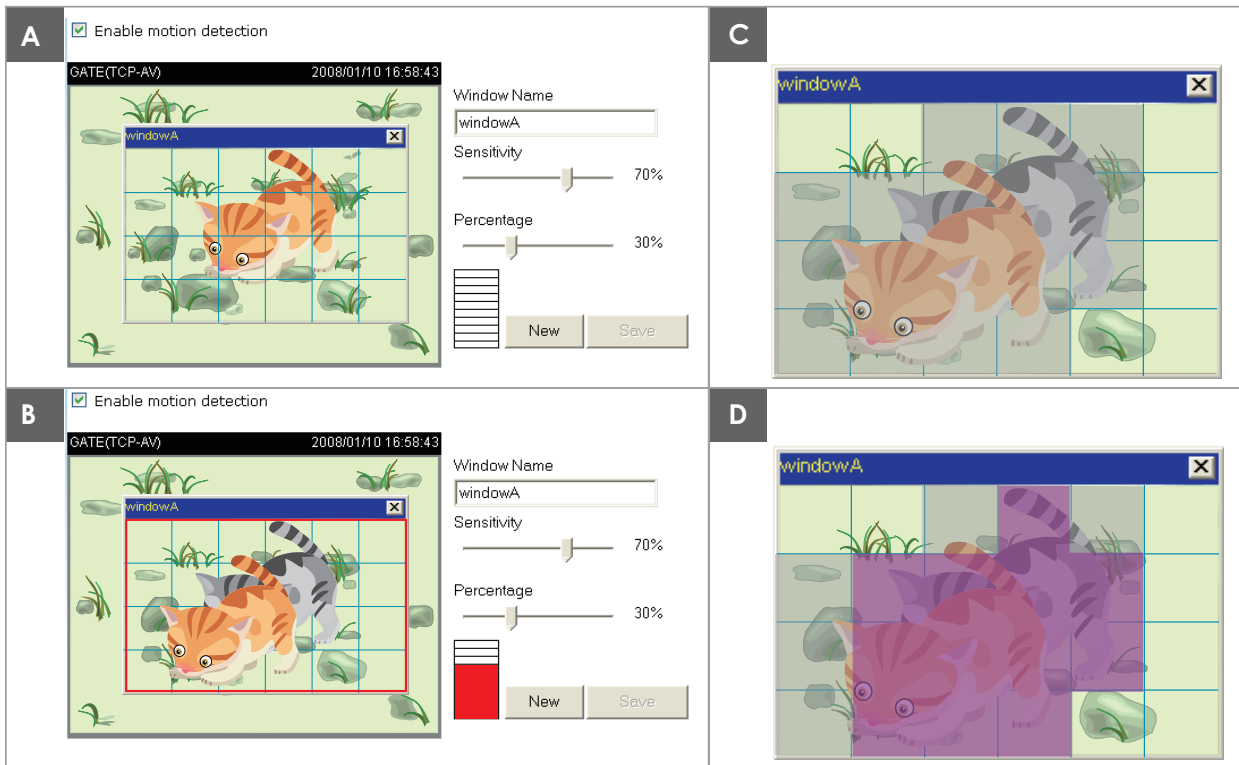 A
Enable motion detection
GATE(TCP-AV) 2008/01/10 16:58:43
windowA
Window Name
windowA
Sensitivity
70%
Percentage
30%
New Save
B
Enable motion detection
GATE(TCP-AV) 2008/01/10 16:58:43
windowA
Window Name
windowA
Sensitivity
70%
Percentage
30%
New Save
C
windowA
D
windowA